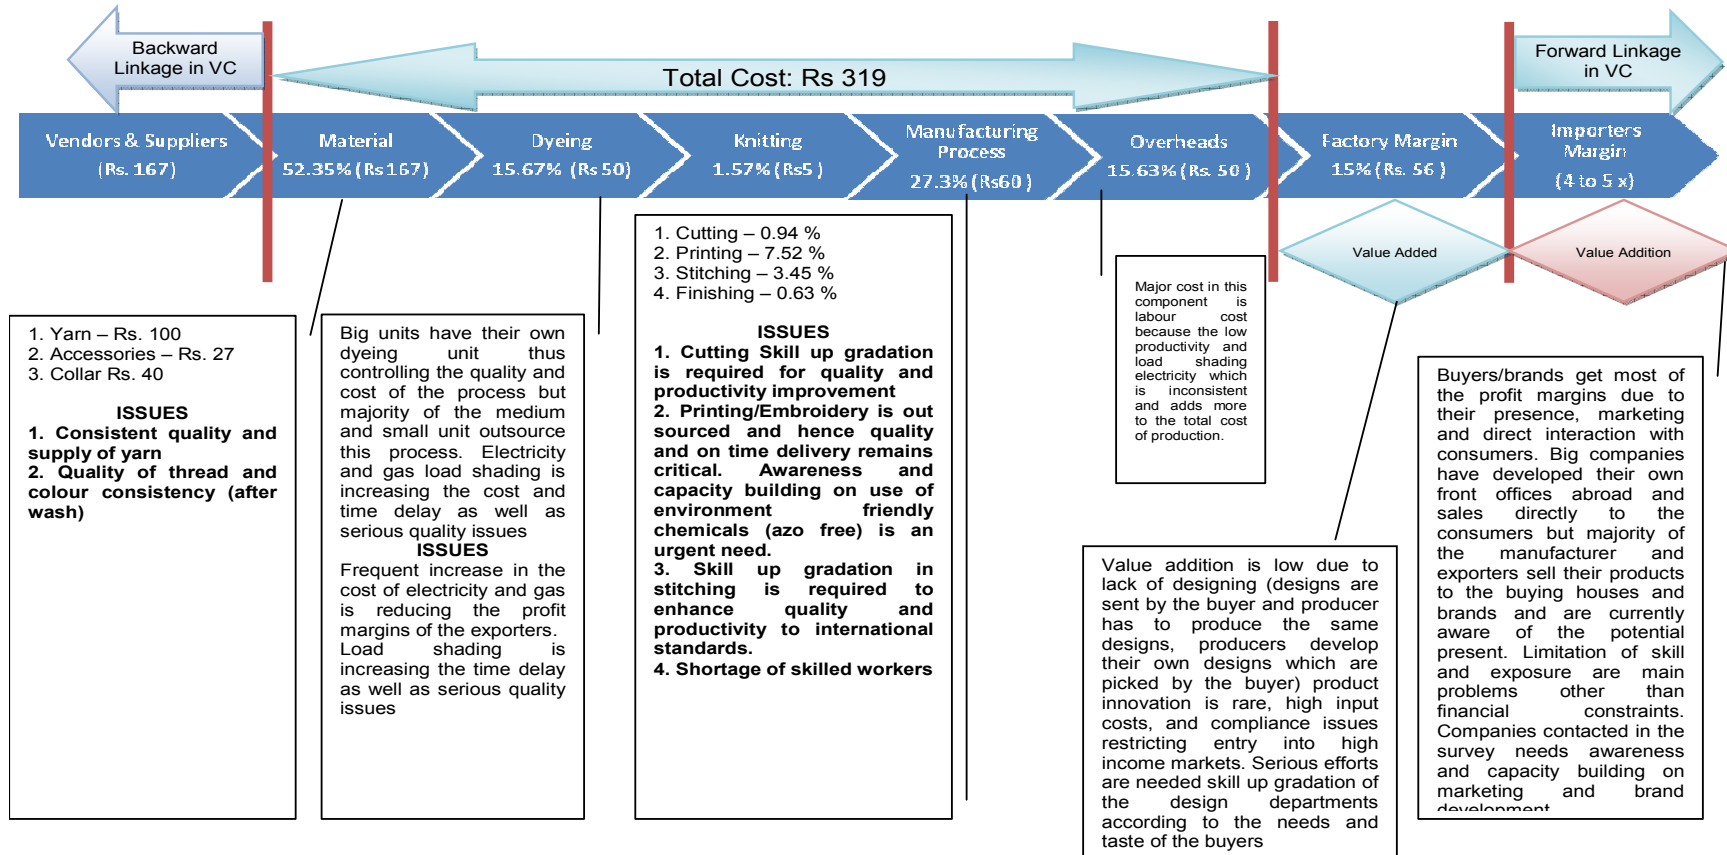 Backward
Linkage in VC
Total Cost: Rs 319
Forward Linkage
in VC
Vendors & Suppliers
(Rs. 167)
Material
52.35% (Rs 167)
Dyeing
15.67% (Rs 50)
Knitting
1.57% (Rs5 )
Manufacturing
Process
27.3% (Rs60 )
Overheads
15.63% (Rs. 50 )
Factory Margin
15% (Rs. 56 )
Importers
Margin
(4 to 5 x)
Value Added
Value Addition
1. Yarn – Rs. 100
2. Accessories – Rs. 27
3. Collar Rs. 40
ISSUES
1. Consistent quality and
supply of yarn
2. Quality of thread and
colour consistency (after
wash)
Big units have their own
dyeing unit thus
controlling the quality and
cost of the process but
majority of the medium
and small unit outsource
this process. Electricity
and gas load shading is
increasing the cost and
time delay as well as
serious quality issues
ISSUES
Frequent increase in the
cost of electricity and gas
is reducing the profit
margins of the exporters.
Load shading is
increasing the time delay
as well as serious quality
issues
1. Cutting – 0.94 %
2. Printing – 7.52 %
3. Stitching – 3.45 %
4. Finishing – 0.63 %
ISSUES
1. Cutting Skill up gradation
is required for quality and
productivity improvement
2. Printing/Embroidery is out
sourced and hence quality
and on time delivery remains
critical. Awareness and
capacity building on use of
environment friendly
chemicals (azo free) is an
urgent need.
3. Skill up gradation in
stitching is required to
enhance quality and
productivity to international
standards.
4. Shortage of skilled workers
Major cost in this
component is
labour cost
because the low
productivity and
load shading
electricity which
is inconsistent
and adds more
to the total cost
of production.
Value addition is low due to
lack of designing (designs are
sent by the buyer and producer
has to produce the same
designs, producers develop
their own designs which are
picked by the buyer) product
innovation is rare, high input
costs, and compliance issues
restricting entry into high
income markets. Serious efforts
are needed skill up gradation of
the design departments
according to the needs and
taste of the buyers
Buyers/brands get most of
the profit margins due to
their presence, marketing
and direct interaction with
consumers. Big companies
have developed their own
front offices abroad and
sales directly to the
consumers but majority of
the manufacturer and
exporters sell their products
to the buying houses and
brands and are currently
aware of the potential
present. Limitation of skill
and exposure are main
problems other than
financial constraints.
Companies contacted in the
survey needs awareness
and capacity building on
marketing and brand
development